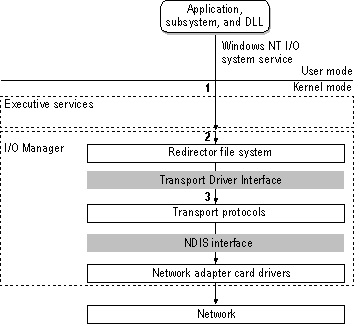 Application,
subsystem, and DLL
Windows NT I/O
system service
User mode
1
Kernel mode
Executive services
2
I/O Manager
Redirector file system
Transport Driver Interface
3
Transport protocols
NDIS interface
Network adapter card drivers
Network